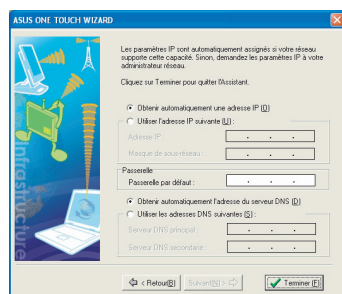 ASUS ONE TOUCH WIZARD
Les paramètres IP sont automatiquement assignés si votre réseau
supporte cette capacité. Sinon, demandez les paramètres IP à votre
administrateur réseau.
Cliquez sur Terminer pour quitter l'Assistant.
Obtenir automatiquement une adresse IP (O)
Utiliser l'adresse IP suivante (U) :
Adresse IP :
Masque de sous-réseau :
Passerelle
Passerelle par défaut :
Obtenir automatiquement l'adresse du serveur DNS (D)
Utiliser les adresses DNS suivantes (S) :
Serveur DNS principal :
Serveur DNS secondaire :
Infrastructure
< Retour(B)
Suivant(N) >
Terminer (F)